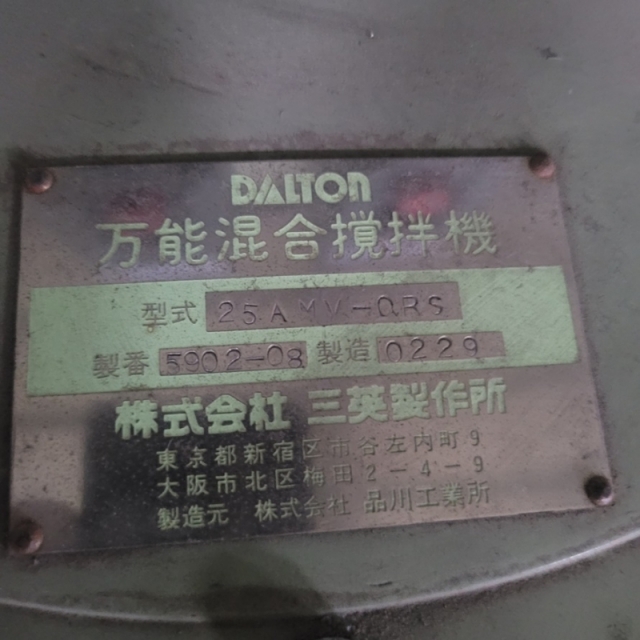 DALTON
万能混合撹拌機
型式 25AMV-QRS
製番 5902-08 製造 0229
株式会社 三英製作所
東京都新宿区市谷左内町9
大阪市北区梅田2-4-9
製造元 株式会社 品川工業所